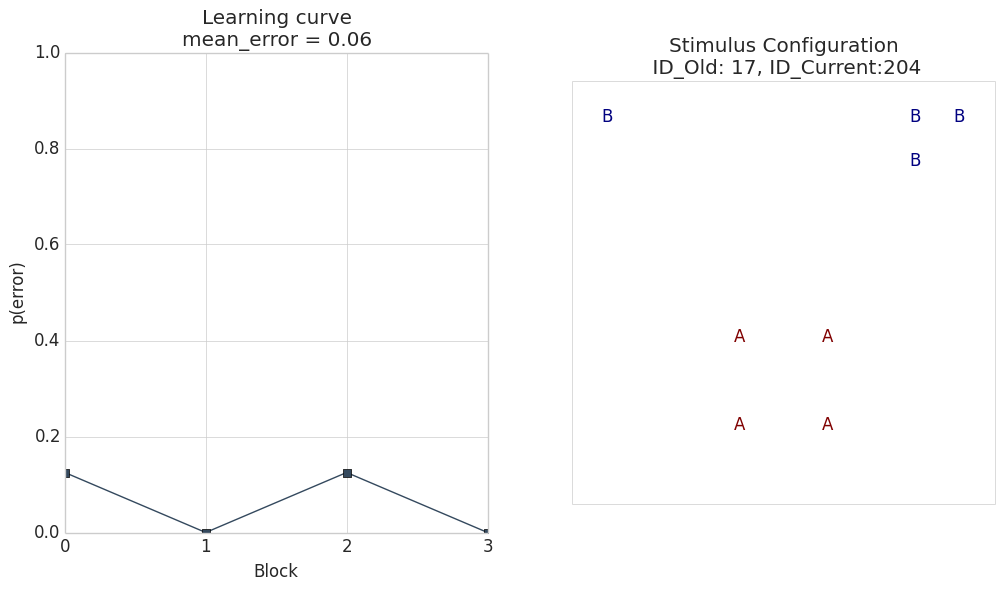 Learning curve
mean_error = 0.06
1.0
0.8
0.6
0.4
0.2
0.0
p(error)
0 1 2 3
Block
Stimulus Configuration
ID_Old: 17, ID_Current:204
B B B
B
A A
A A